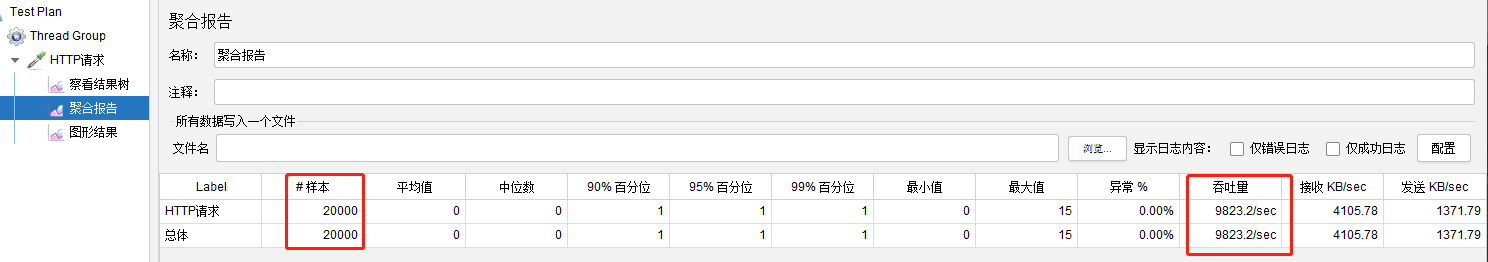 Test Plan
Thread Group
HTTP请求
察看结果树
聚合报告
图形结果
聚合报告
名称： 聚合报告
注释：
所有数据写入一个文件
文件名 浏览... 显示日志内容： 仅错误日志 仅成功日志 配置
Label # 样本 平均值 中位数 90% 百分位 95% 百分位 99% 百分位 最小值 最大值 异常 % 吞吐量 接收 KB/sec 发送 KB/sec
HTTP请求 20000 0 0 1 1 1 0 15 0.00% 9823.2/sec 4105.78 1371.79
总体 20000 0 0 1 1 1 0 15 0.00% 9823.2/sec 4105.78 1371.79